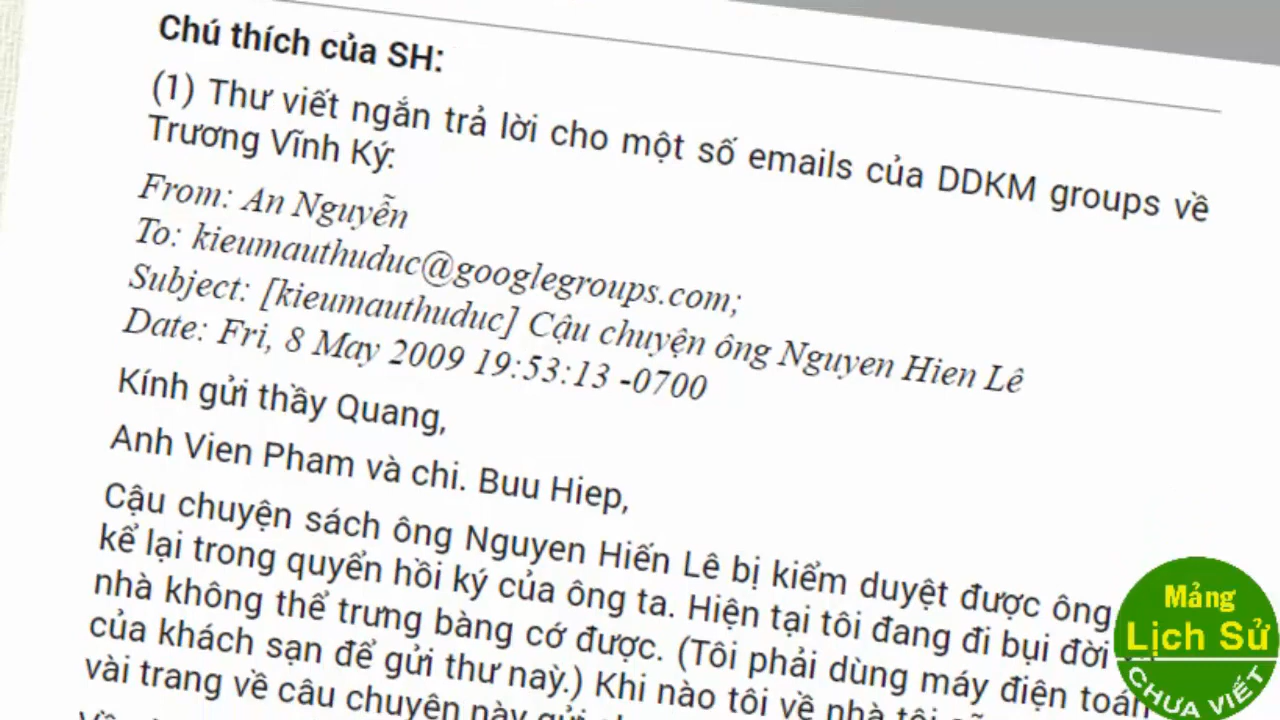 Chú thích của SH:
(1) Thư viết ngắn trả lời cho một số emails của DDKM groups về
Trương Vĩnh Ký:
From: An Nguyễn
To: kieumauthuduc@googlegroups.com;
Subject: [kieumauthuduc] Cậu chuyện ông Nguyen Hien Lê
Date: Fri, 8 May 2009 19:53:13 -0700
Kính gửi thầy Quang,
Anh Vien Pham và chi. Buu Hiep,
Cậu chuyện sách ông Nguyen Hiến Lê bị kiểm duyệt được ông
kể lại trong quyển hồi ký của ông ta. Hiện tại tôi đang đi bụi đời
nhà không thể trưng bàng cớ được. (Tôi phải dùng máy điện toán
của khách sạn để gửi thư nàỳ.) Khi nào tôi về nhà tôi
vài trang về câu chuyện này gửi
Mảng
Lịch Sử
CHƯA VIẾT